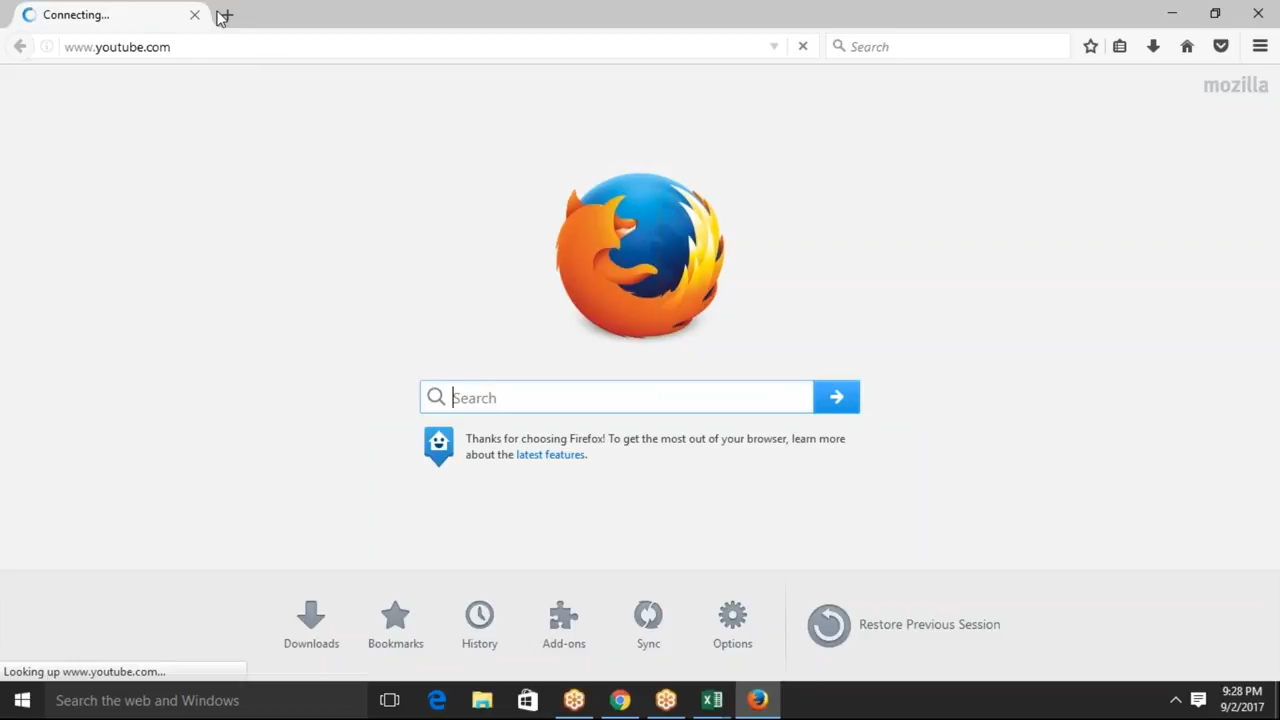 Connecting...
www.youtube.com
Search
mozilla
Search
Thanks for choosing Firefox! To get the most out of your browser, learn more
about the latest features.
Downloads
Bookmarks
History
Add-ons
Sync
Options
Restore Previous Session
Looking up www.youtube.com...
Search the web and Windows
9:28 PM
9/2/2017